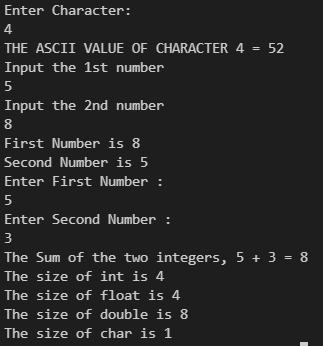 Enter Character:
4
THE ASCII VALUE OF CHARACTER 4 = 52
Input the 1st number
5
Input the 2nd number
8
First Number is 8
Second Number is 5
Enter First Number :
5
Enter Second Number :
3
The Sum of the two integers, 5 + 3 = 8
The size of int is 4
The size of float is 4
The size of double is 8
The size of char is 1